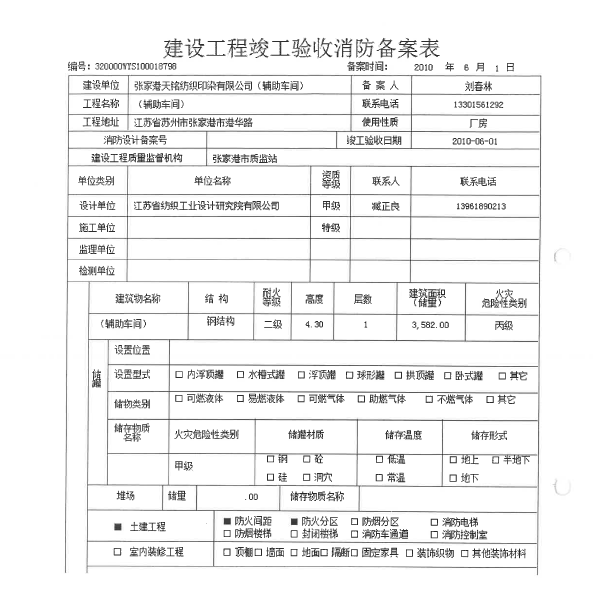 建设工程竣工验收消防备案表
编号：320000WYS100018798 备案时间： 2010 年 6 月 1 日
建设单位 张家港天铭纺织印染有限公司（辅助车间） 备 案 人 刘春林
工程名称 （辅助车间） 联系电话 13301561292
工程地址 江苏省苏州市张家港市港华路 使用性质 厂房
消防设计备案号 竣工验收日期 2010-06-01
建设工程质量监督机构 张家港市质监站
单位类别 单位名称 资质等级 联系人 联系电话
设计单位 江苏省纺织工业设计研究院有限公司 甲级 臧正良 13961890213
施工单位 特级
监理单位
检测单位
建筑物名称 结 构 耐火等级 高度 层数 建筑面积（储量） 火灾危险性类别
（辅助车间） 钢结构 二级 4.30 1 3,582.00 丙级
储罐
设置位置
设置型式 □ 内浮顶罐 □ 水槽式罐 □ 浮顶罐 □ 球形罐 □ 拱顶罐 □ 卧式罐 □ 其它
储物类别 □ 可燃液体 □ 易燃液体 □ 可燃气体 □ 助燃气体 □ 不燃气体 □ 其它
储存物质名称 火灾危险性类别 储罐材质 储存温度 储存形式
甲级 □ 钢 □ 砼 □ 低温 □ 地上 □ 半地下
□ 硅 □ 洞穴 □ 常温 □ 地下
堆场 储量 .00 储存物质名称
■ 土建工程 ■ 防火间距 ■ 防火分区 □ 防烟分区 □ 消防电梯
□ 防烟楼梯 □ 封闭楼梯 □ 消防车通道 □ 消防控制室
□ 室内装修工程 □ 顶棚 □ 墙面 □ 地面 □ 隔断 □ 固定家具 □ 装饰织物 □ 其他装饰材料